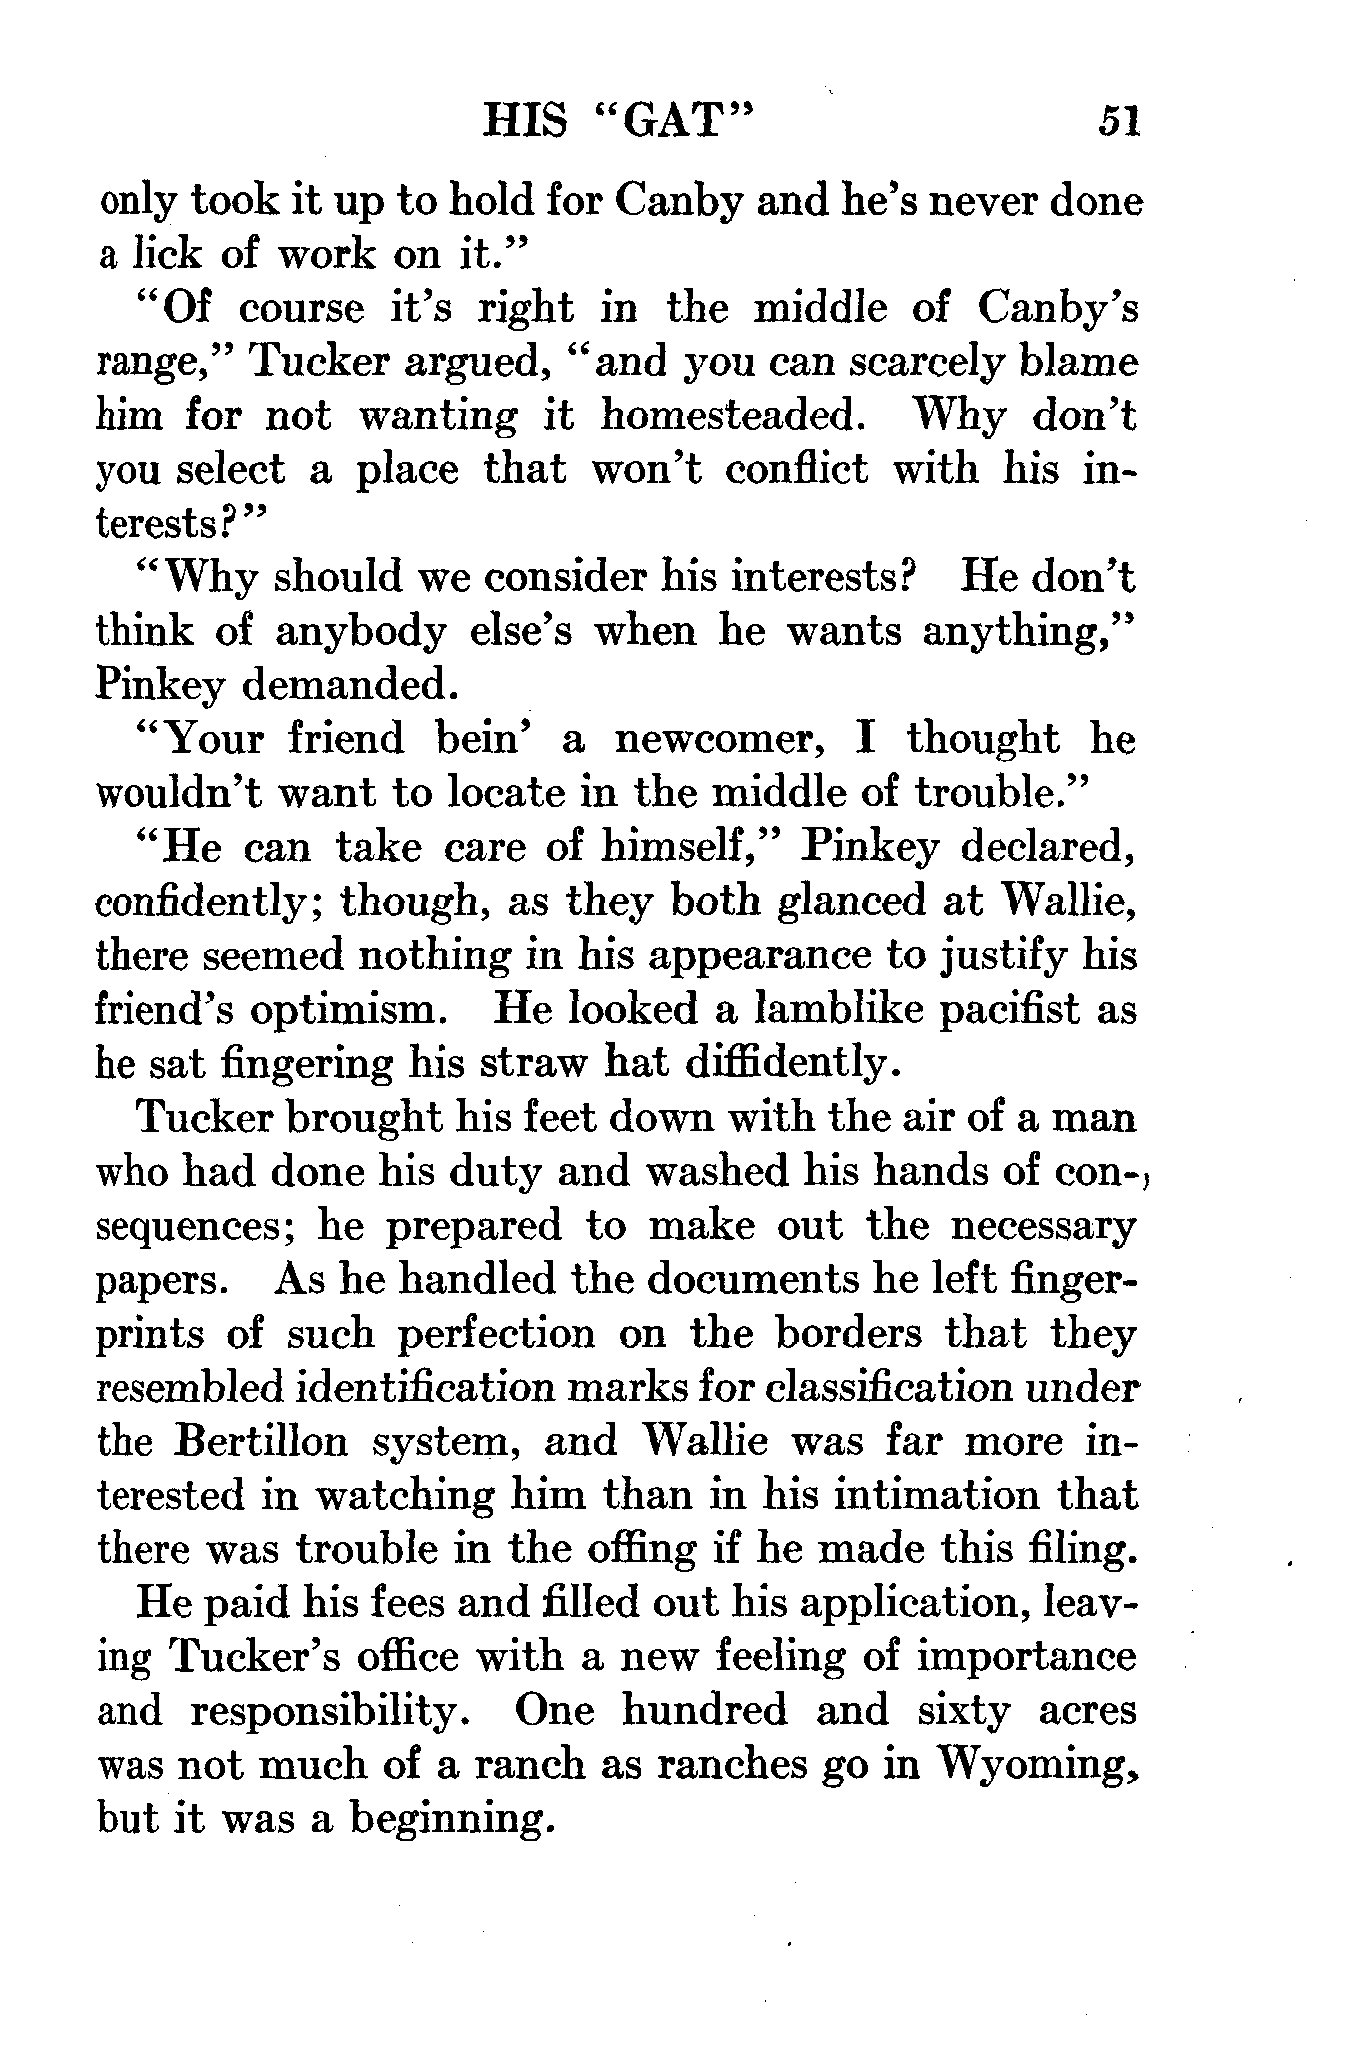 HIS "GAT" 51
only took it up to hold for Canby and he's never done
a lick of work on it."
"Of course it's right in the middle of Canby's
range," Tucker argued, "and you can scarcely blame
him for not wanting it homesteaded. Why don't
you select a place that won't conflict with his in-
terests?"
"Why should we consider his interests? He don't
think of anybody else's when he wants anything,"
Pinkey demanded.
"Your friend bein' a newcomer, I thought he
wouldn't want to locate in the middle of trouble."
"He can take care of himself," Pinkey declared,
confidently; though, as they both glanced at Wallie,
there seemed nothing in his appearance to justify his
friend's optimism. He looked a lamblike pacifist as
he sat fingering his straw hat diffidently.
Tucker brought his feet down with the air of a man
who had done his duty and washed his hands of con-
sequences; he prepared to make out the necessary
papers. As he handled the documents he left finger-
prints of such perfection on the borders that they
resembled identification marks for classification under
the Bertillon system, and Wallie was far more in-
terested in watching him than in his intimation that
there was trouble in the offing if he made this filing.
He paid his fees and filled out his application, leav-
ing Tucker's office with a new feeling of importance
and responsibility. One hundred and sixty acres
was not much of a ranch as ranches go in Wyoming,
but it was a beginning.